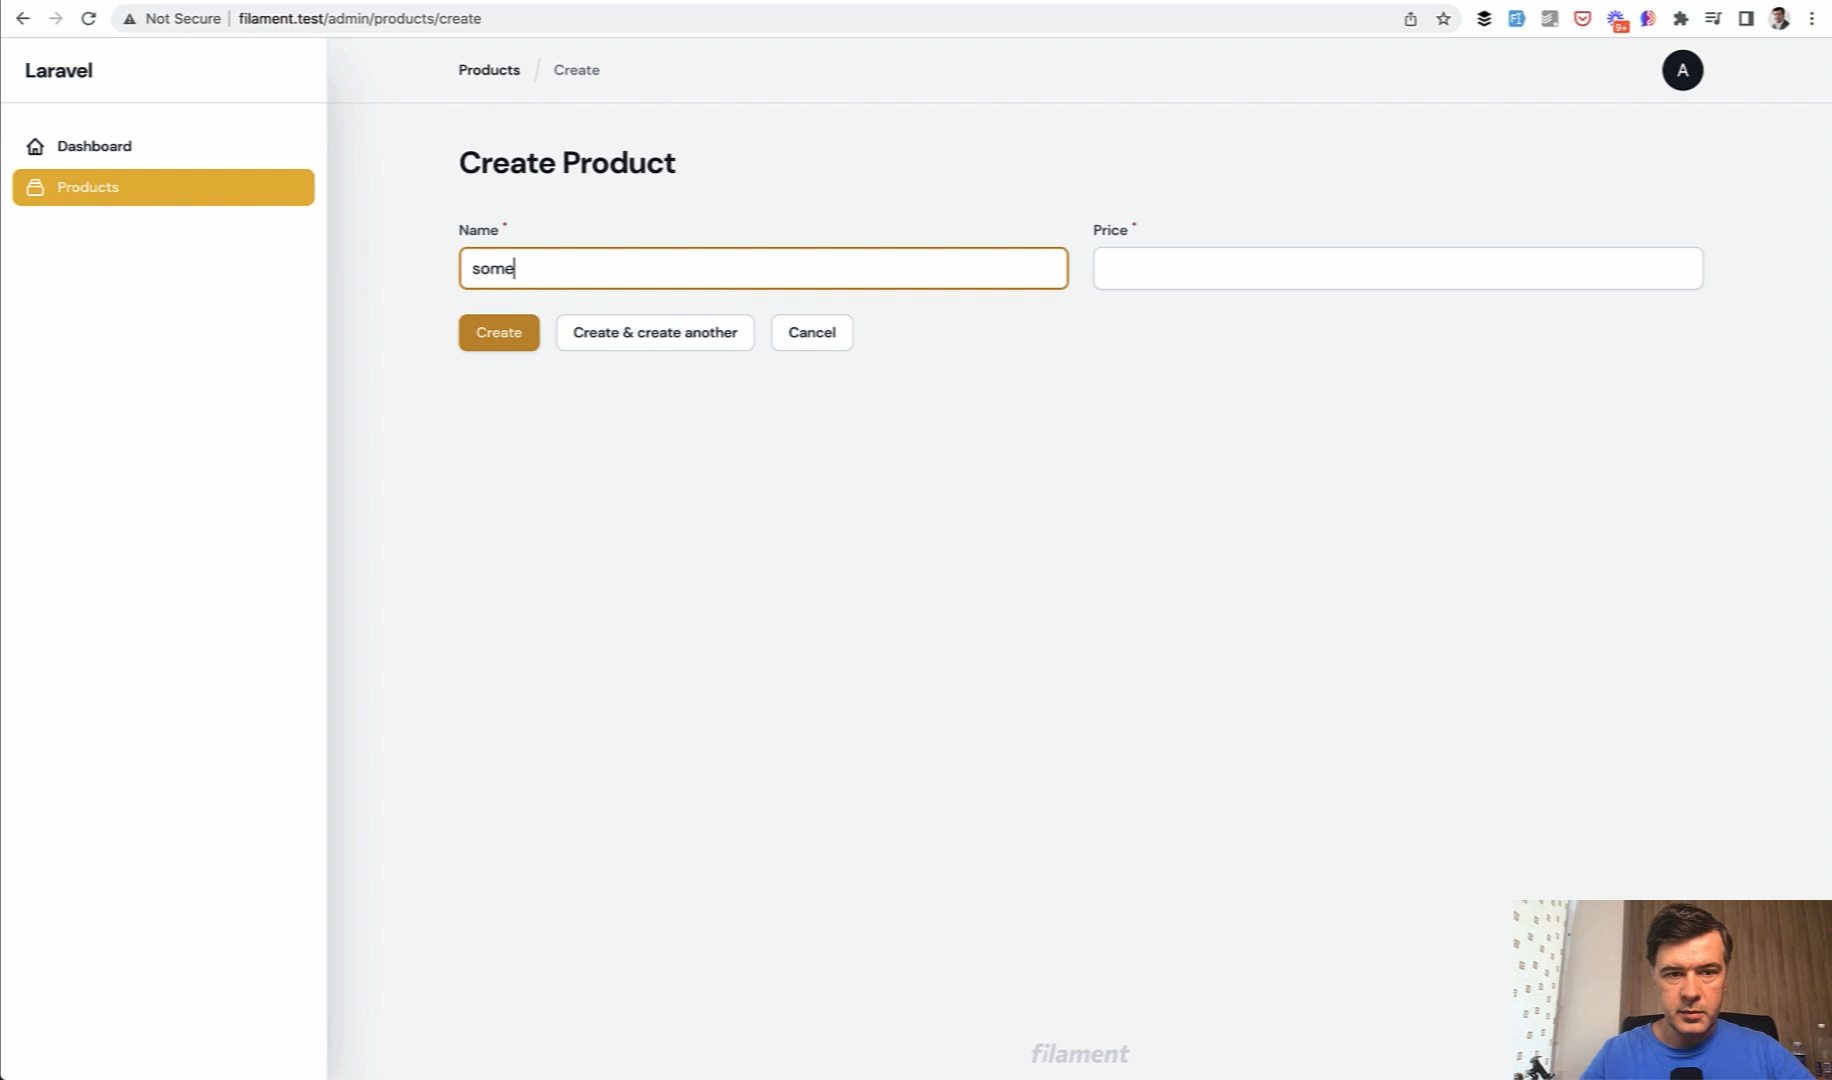 Not Secure | filament.test/admin/products/create
9+
Laravel
Products / Create
A
Dashboard
Products
Create Product
Name *
Price *
some
Create
Create & create another
Cancel
filament